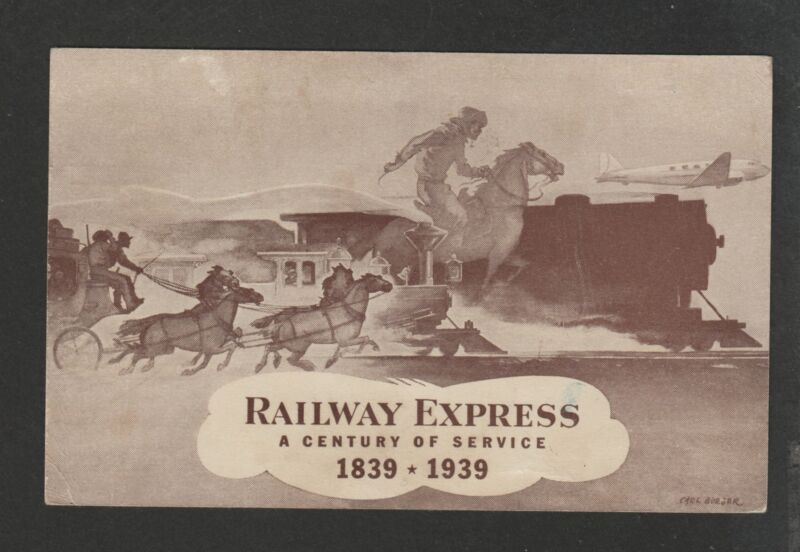 RAILWAY EXPRESS
A CENTURY OF SERVICE
1839 ★ 1939
CARL BURGER